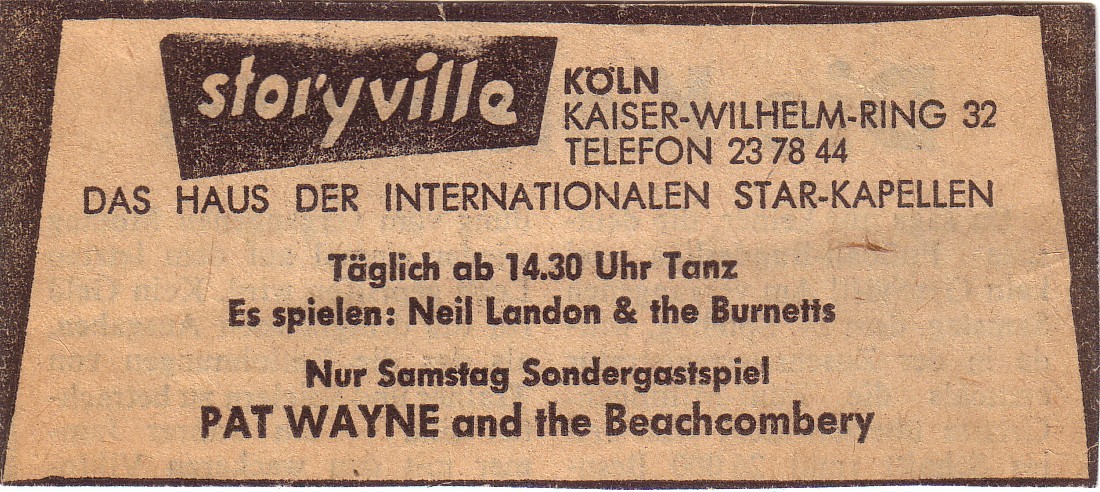 storyville
KÖLN
KAISER-WILHELM-RING 32
TELEFON 23 78 44
DAS HAUS DER INTERNATIONALEN STAR-KAPELLEN
Täglich ab 14.30 Uhr Tanz
Es spielen: Neil Landon & the Burnetts
Nur Samstag Sondergastspiel
PAT WAYNE and the Beachcombery